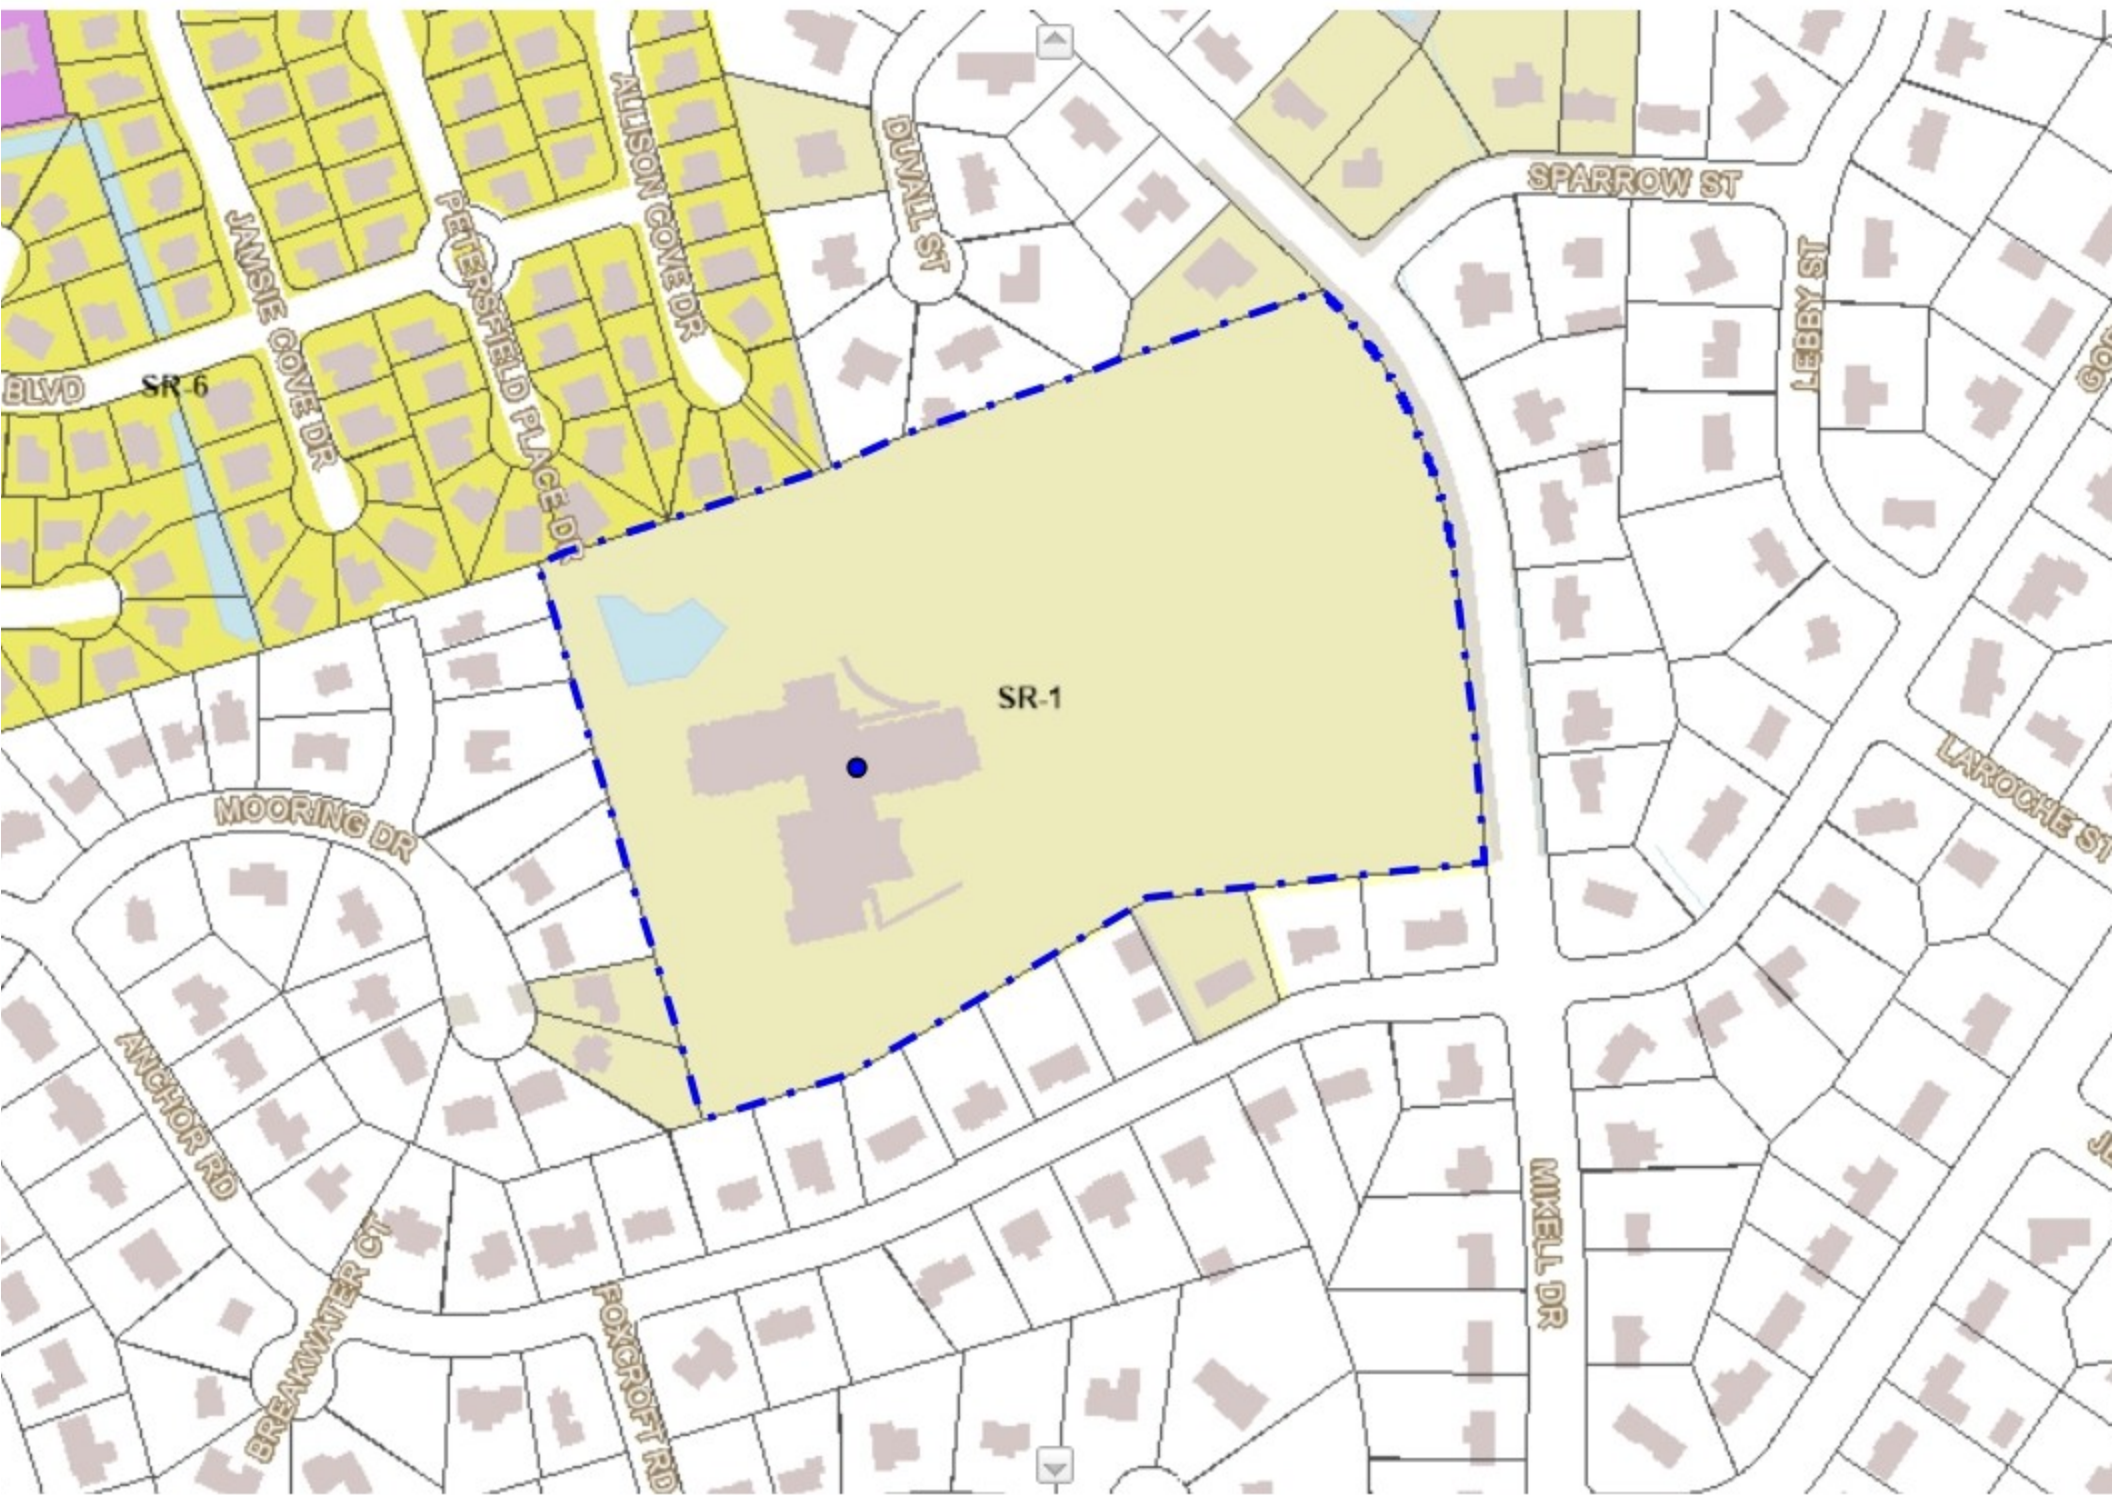 ALLISON COVE DR
DUVALL ST
SPARROW ST
PETERSFIELD PLACE DR
JAMSIE COVE DR
LEBBY ST
BLVD
SR-6
SR-1
LAROCHE ST
MOORING DR
ANCHOR RD
MIKELL DR
BREAKWATER CT
FOXCROFT RD